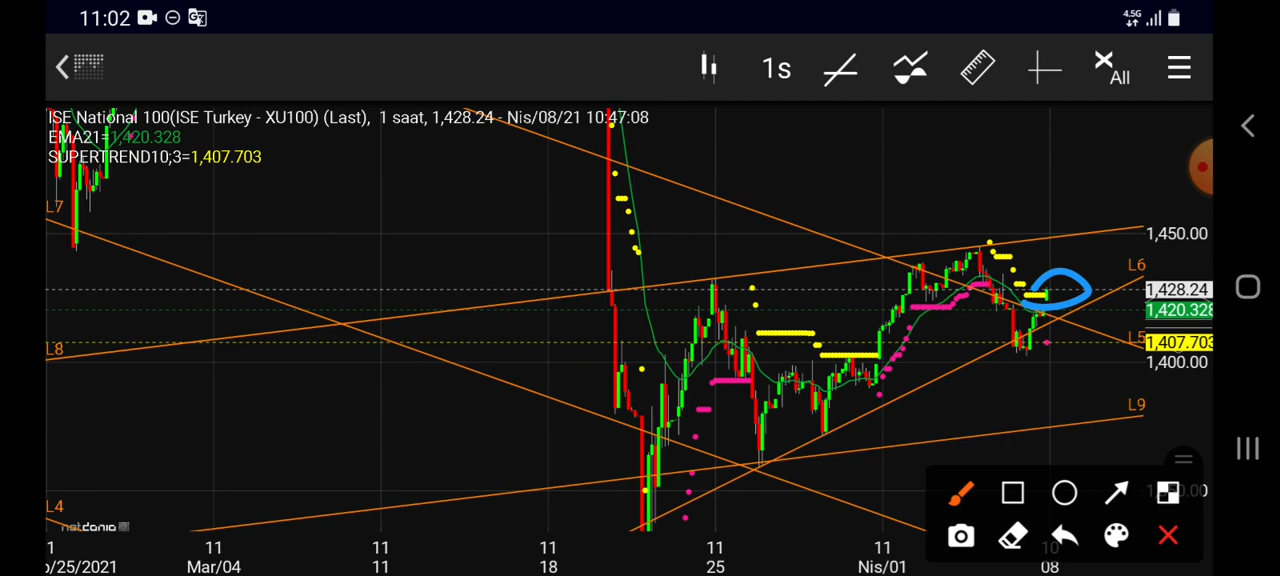 11:02
4.5G
1s
All
ISE National 100(ISE Turkey - XU100) (Last), 1 saat, 1,428.24 - Nis/08/21 10:47:08
EMA21=1,420.328
SUPERTREND10;3=1,407.703
L7
1,450.00
L6
1,428.24
1,420.328
L5
L8
1,407.703
1,400.00
L9
L4
netdania
11 11 11 11 11 10
/25/2021 Mar/04 11 18 25 Nis/01 08